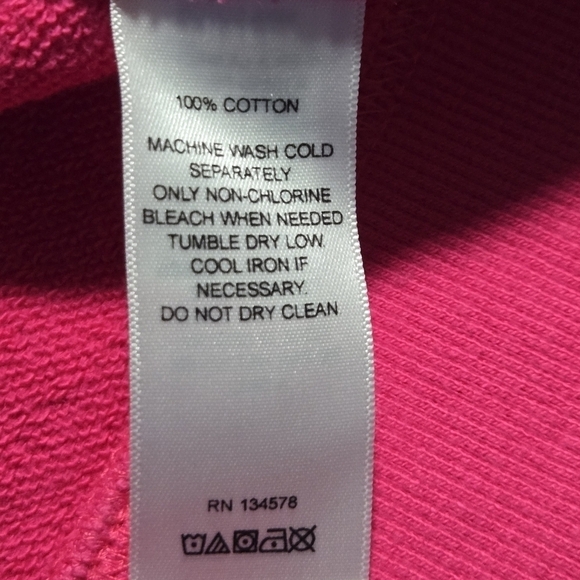 100% COTTON
MACHINE WASH COLD
SEPARATELY
ONLY NON-CHLORINE
BLEACH WHEN NEEDED
TUMBLE DRY LOW.
COOL IRON IF
NECESSARY.
DO NOT DRY CLEAN
RN 134578